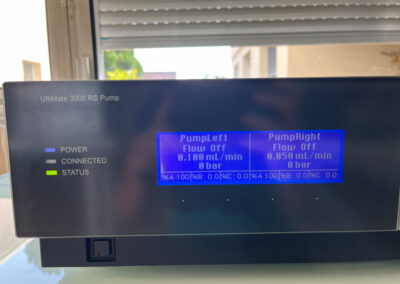 UltiMate 3000 RS Pump
POWER
CONNECTED
STATUS
PumpLeft PumpRight
Flow Off Flow Off
0.100 mL/min 0.050 mL/min
0 bar 0 bar
%A:100 %B: 0.0 %C: 0.0 %A:100 %B: 0.0 %C: 0.0